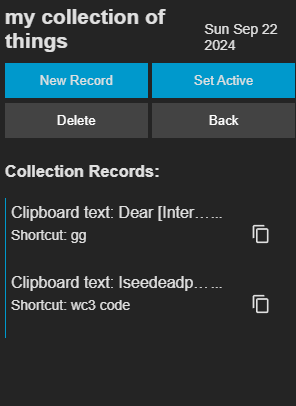 my collection of
things
Sun Sep 22
2024
New Record
Set Active
Delete
Back
Collection Records:
Clipboard text: Dear [Inter…...
Shortcut: gg
Clipboard text: Iseedeadp…...
Shortcut: wc3 code